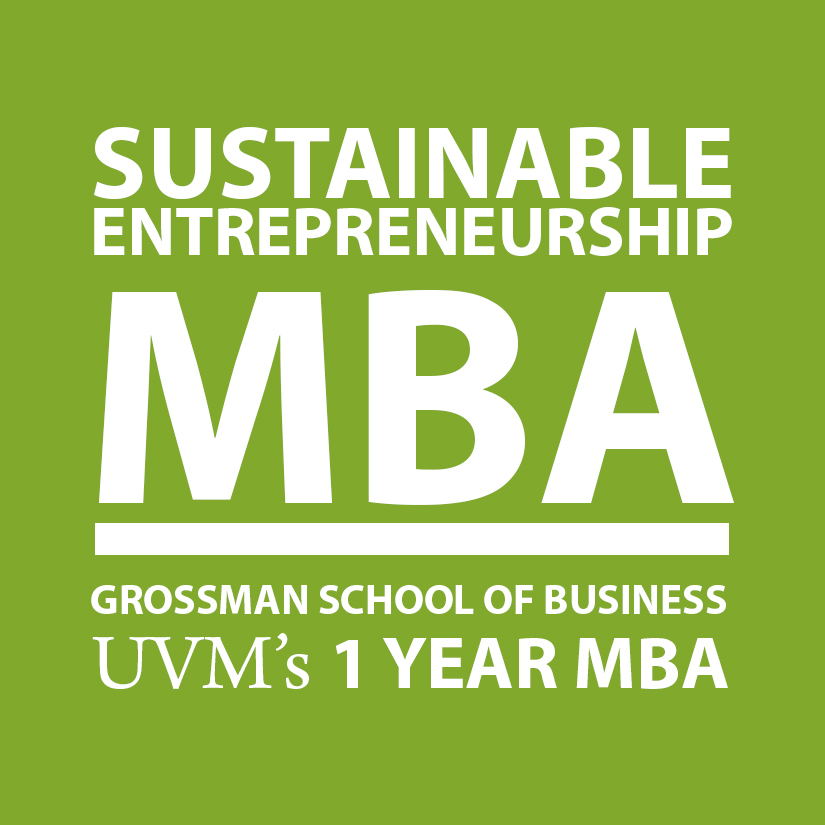 SUSTAINABLE
ENTREPRENEURSHIP
MBA
GROSSMAN SCHOOL OF BUSINESS
UVM’s 1 YEAR MBA